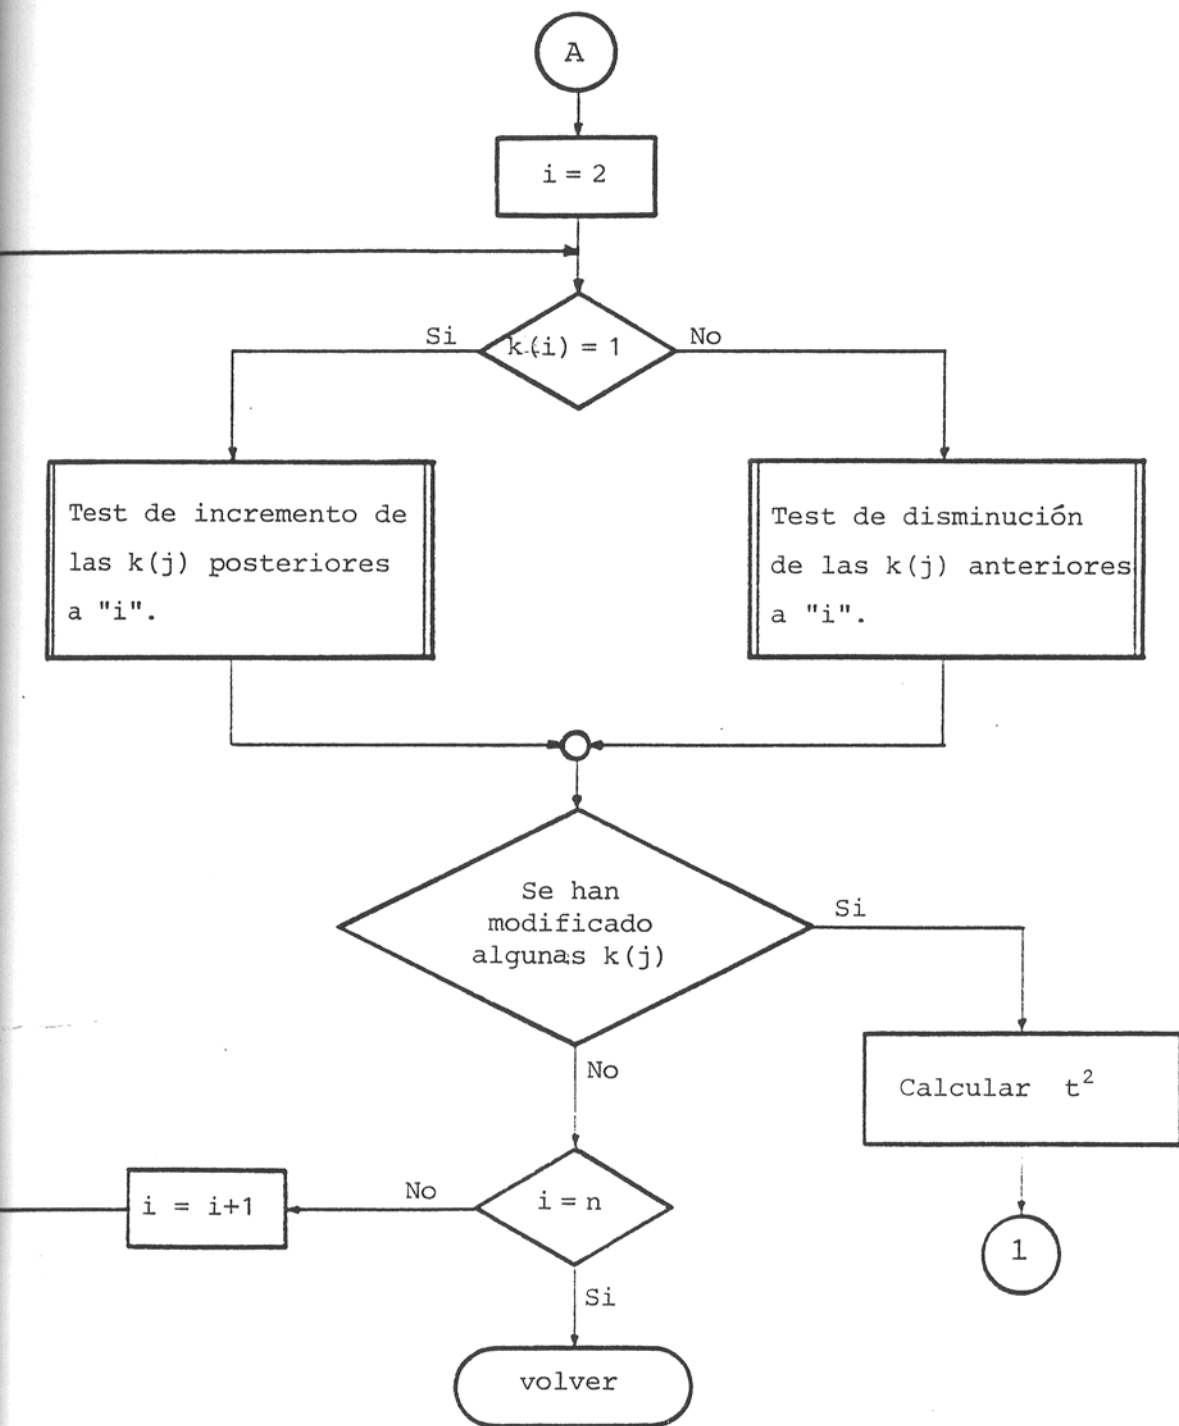 A
i = 2
k(i) = 1
Si
No
Test de incremento de
las k(j) posteriores
a "i".
Test de disminución
de las k(j) anteriores
a "i".
Se han
modificado
algunas k(j)
Si
No
Calcular t²
i = n
No
i = i+1
Si
1
volver